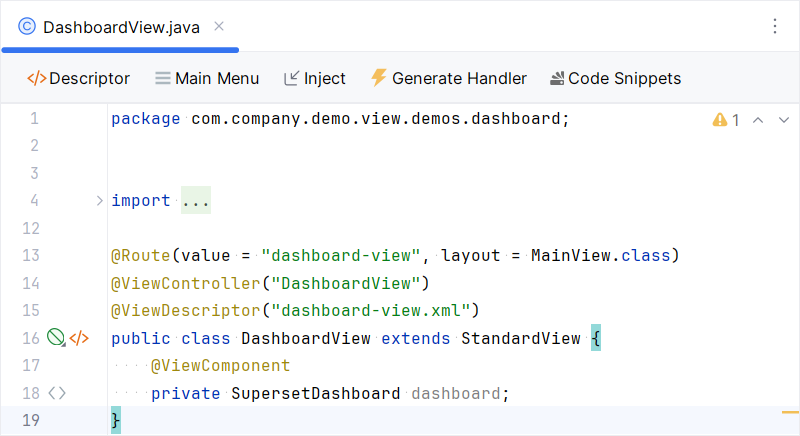 DashboardView.java
Descriptor Main Menu Inject Generate Handler Code Snippets
1 package com.company.demo.view.demos.dashboard; 1
2
3
4 import ...
12
13 @Route(value = "dashboard-view", layout = MainView.class)
14 @ViewController("DashboardView")
15 @ViewDescriptor("dashboard-view.xml")
16 public class DashboardView extends StandardView {
17 @ViewComponent
18 private SupersetDashboard dashboard;
19 }